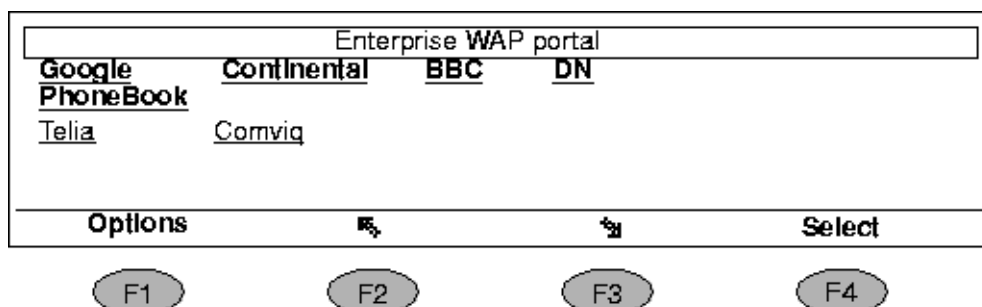 Enterprise WAP portal
Google Continental BBC DN
PhoneBook
Telia Comviq
Options Select
F1 F2 F3 F4